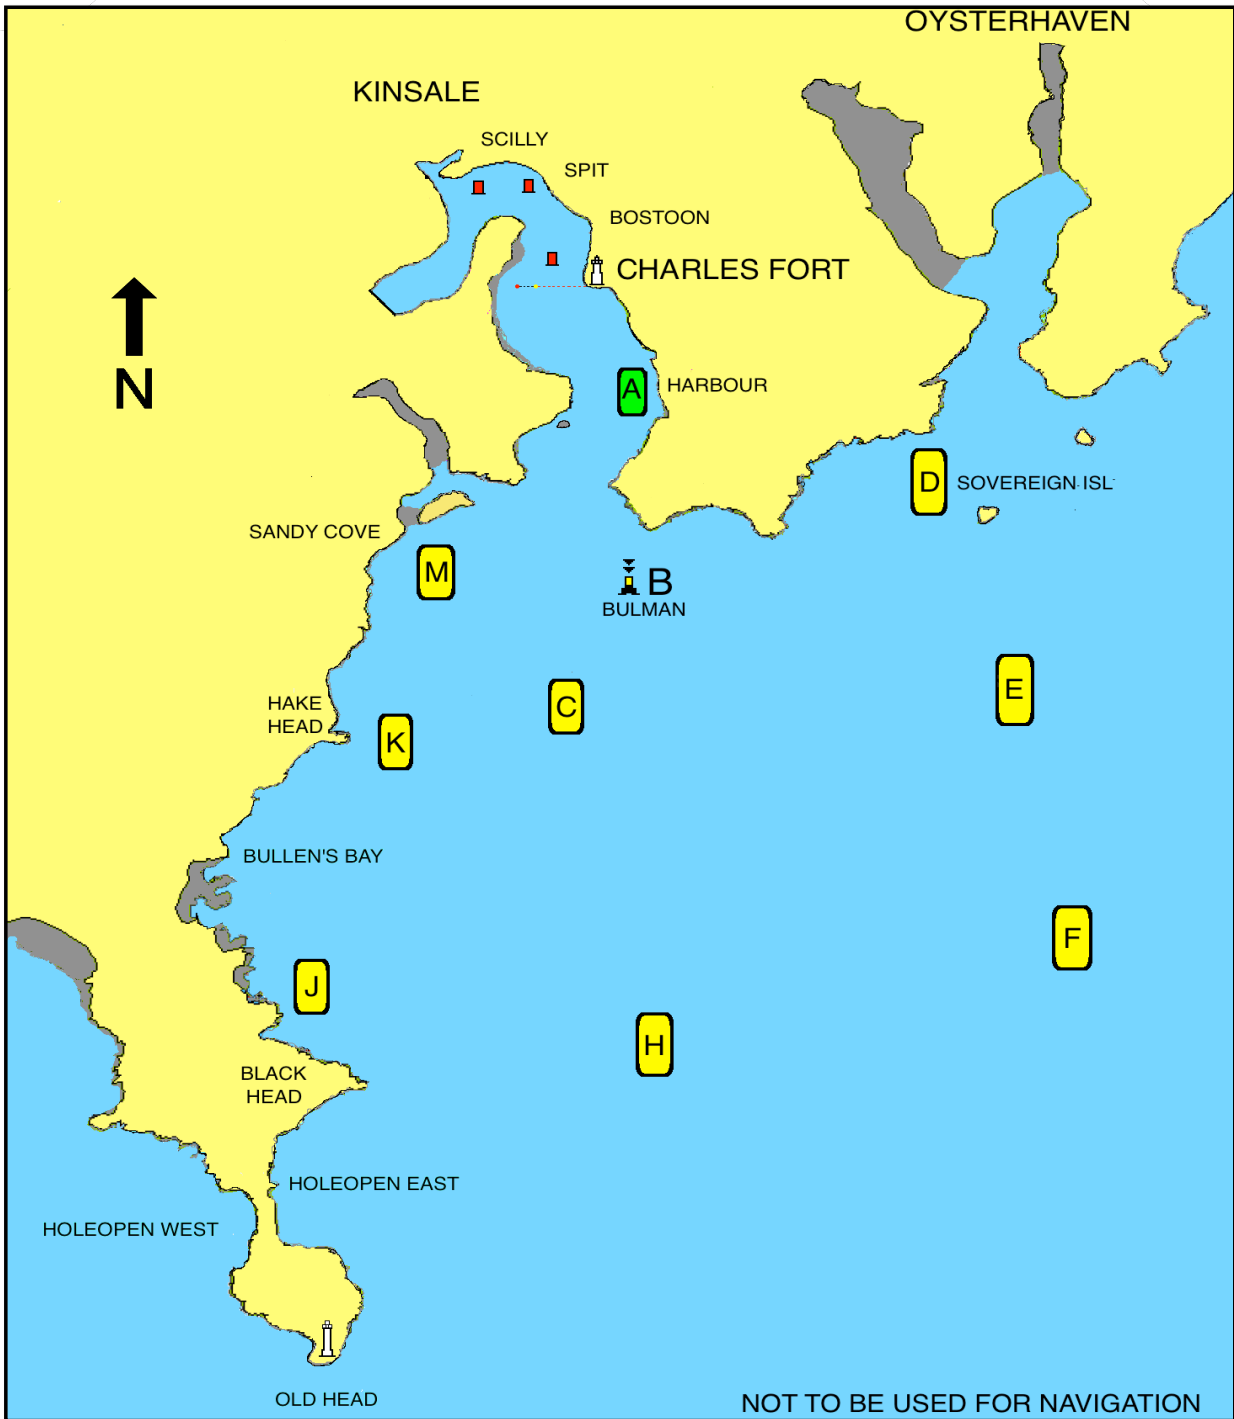 OYSTERHAVEN
KINSALE
SCILLY
SPIT
BOSTOON
CHARLES FORT
N
A
HARBOUR
D
SOVEREIGN ISL
SANDY COVE
M
B
BULMAN
E
HAKE
HEAD
C
K
BULLEN'S BAY
F
J
H
BLACK
HEAD
HOLEOPEN EAST
HOLEOPEN WEST
OLD HEAD
NOT TO BE USED FOR NAVIGATION